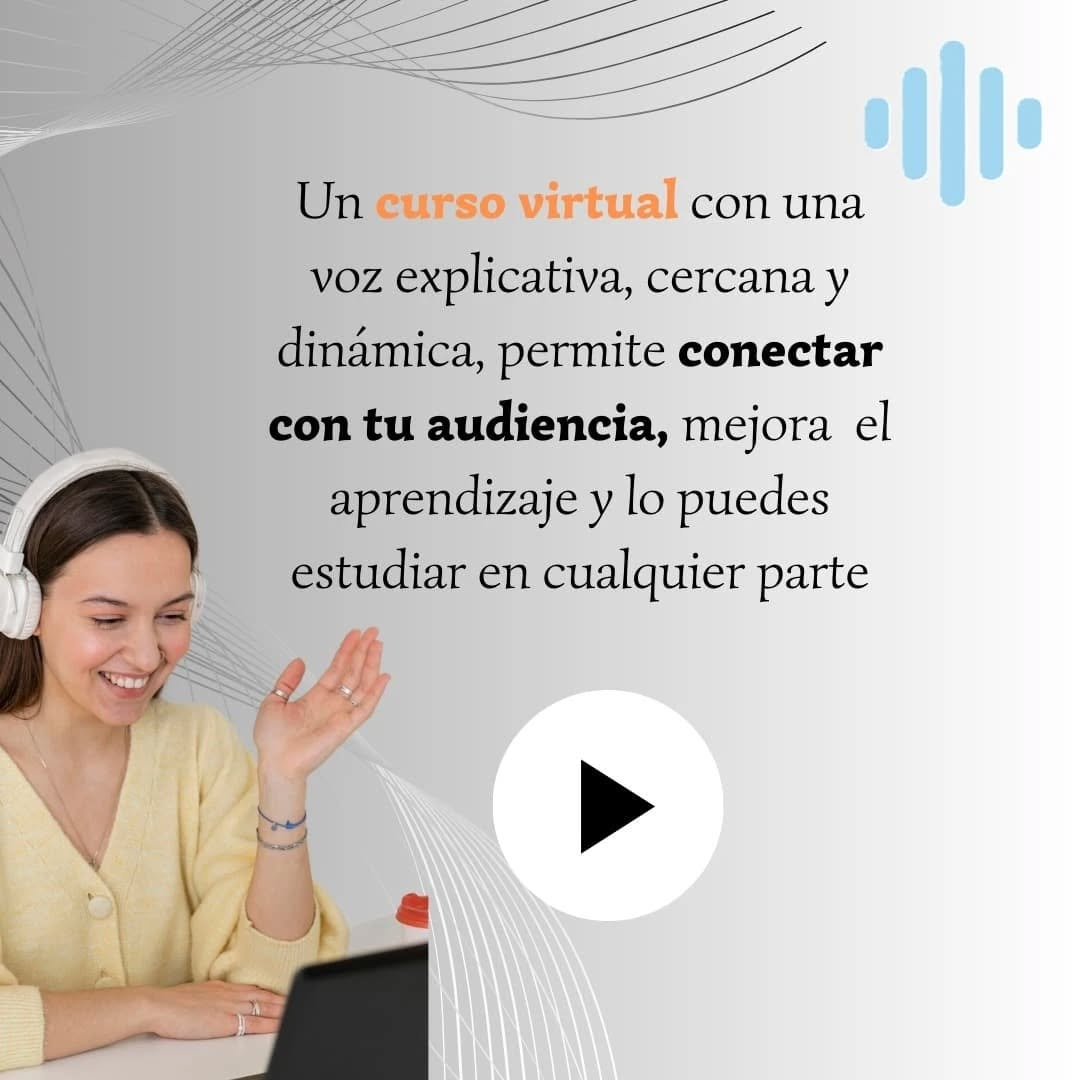 Un curso virtual con una
voz explicativa, cercana y
dinámica, permite conectar
con tu audiencia, mejora  el
aprendizaje y lo puedes
estudiar en cualquier parte